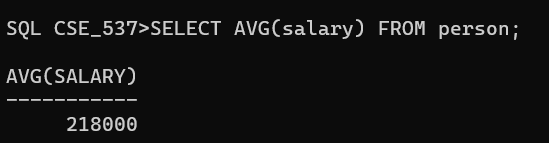 SQL CSE_537>SELECT AVG(salary) FROM person;
AVG(SALARY)
-----------
218000